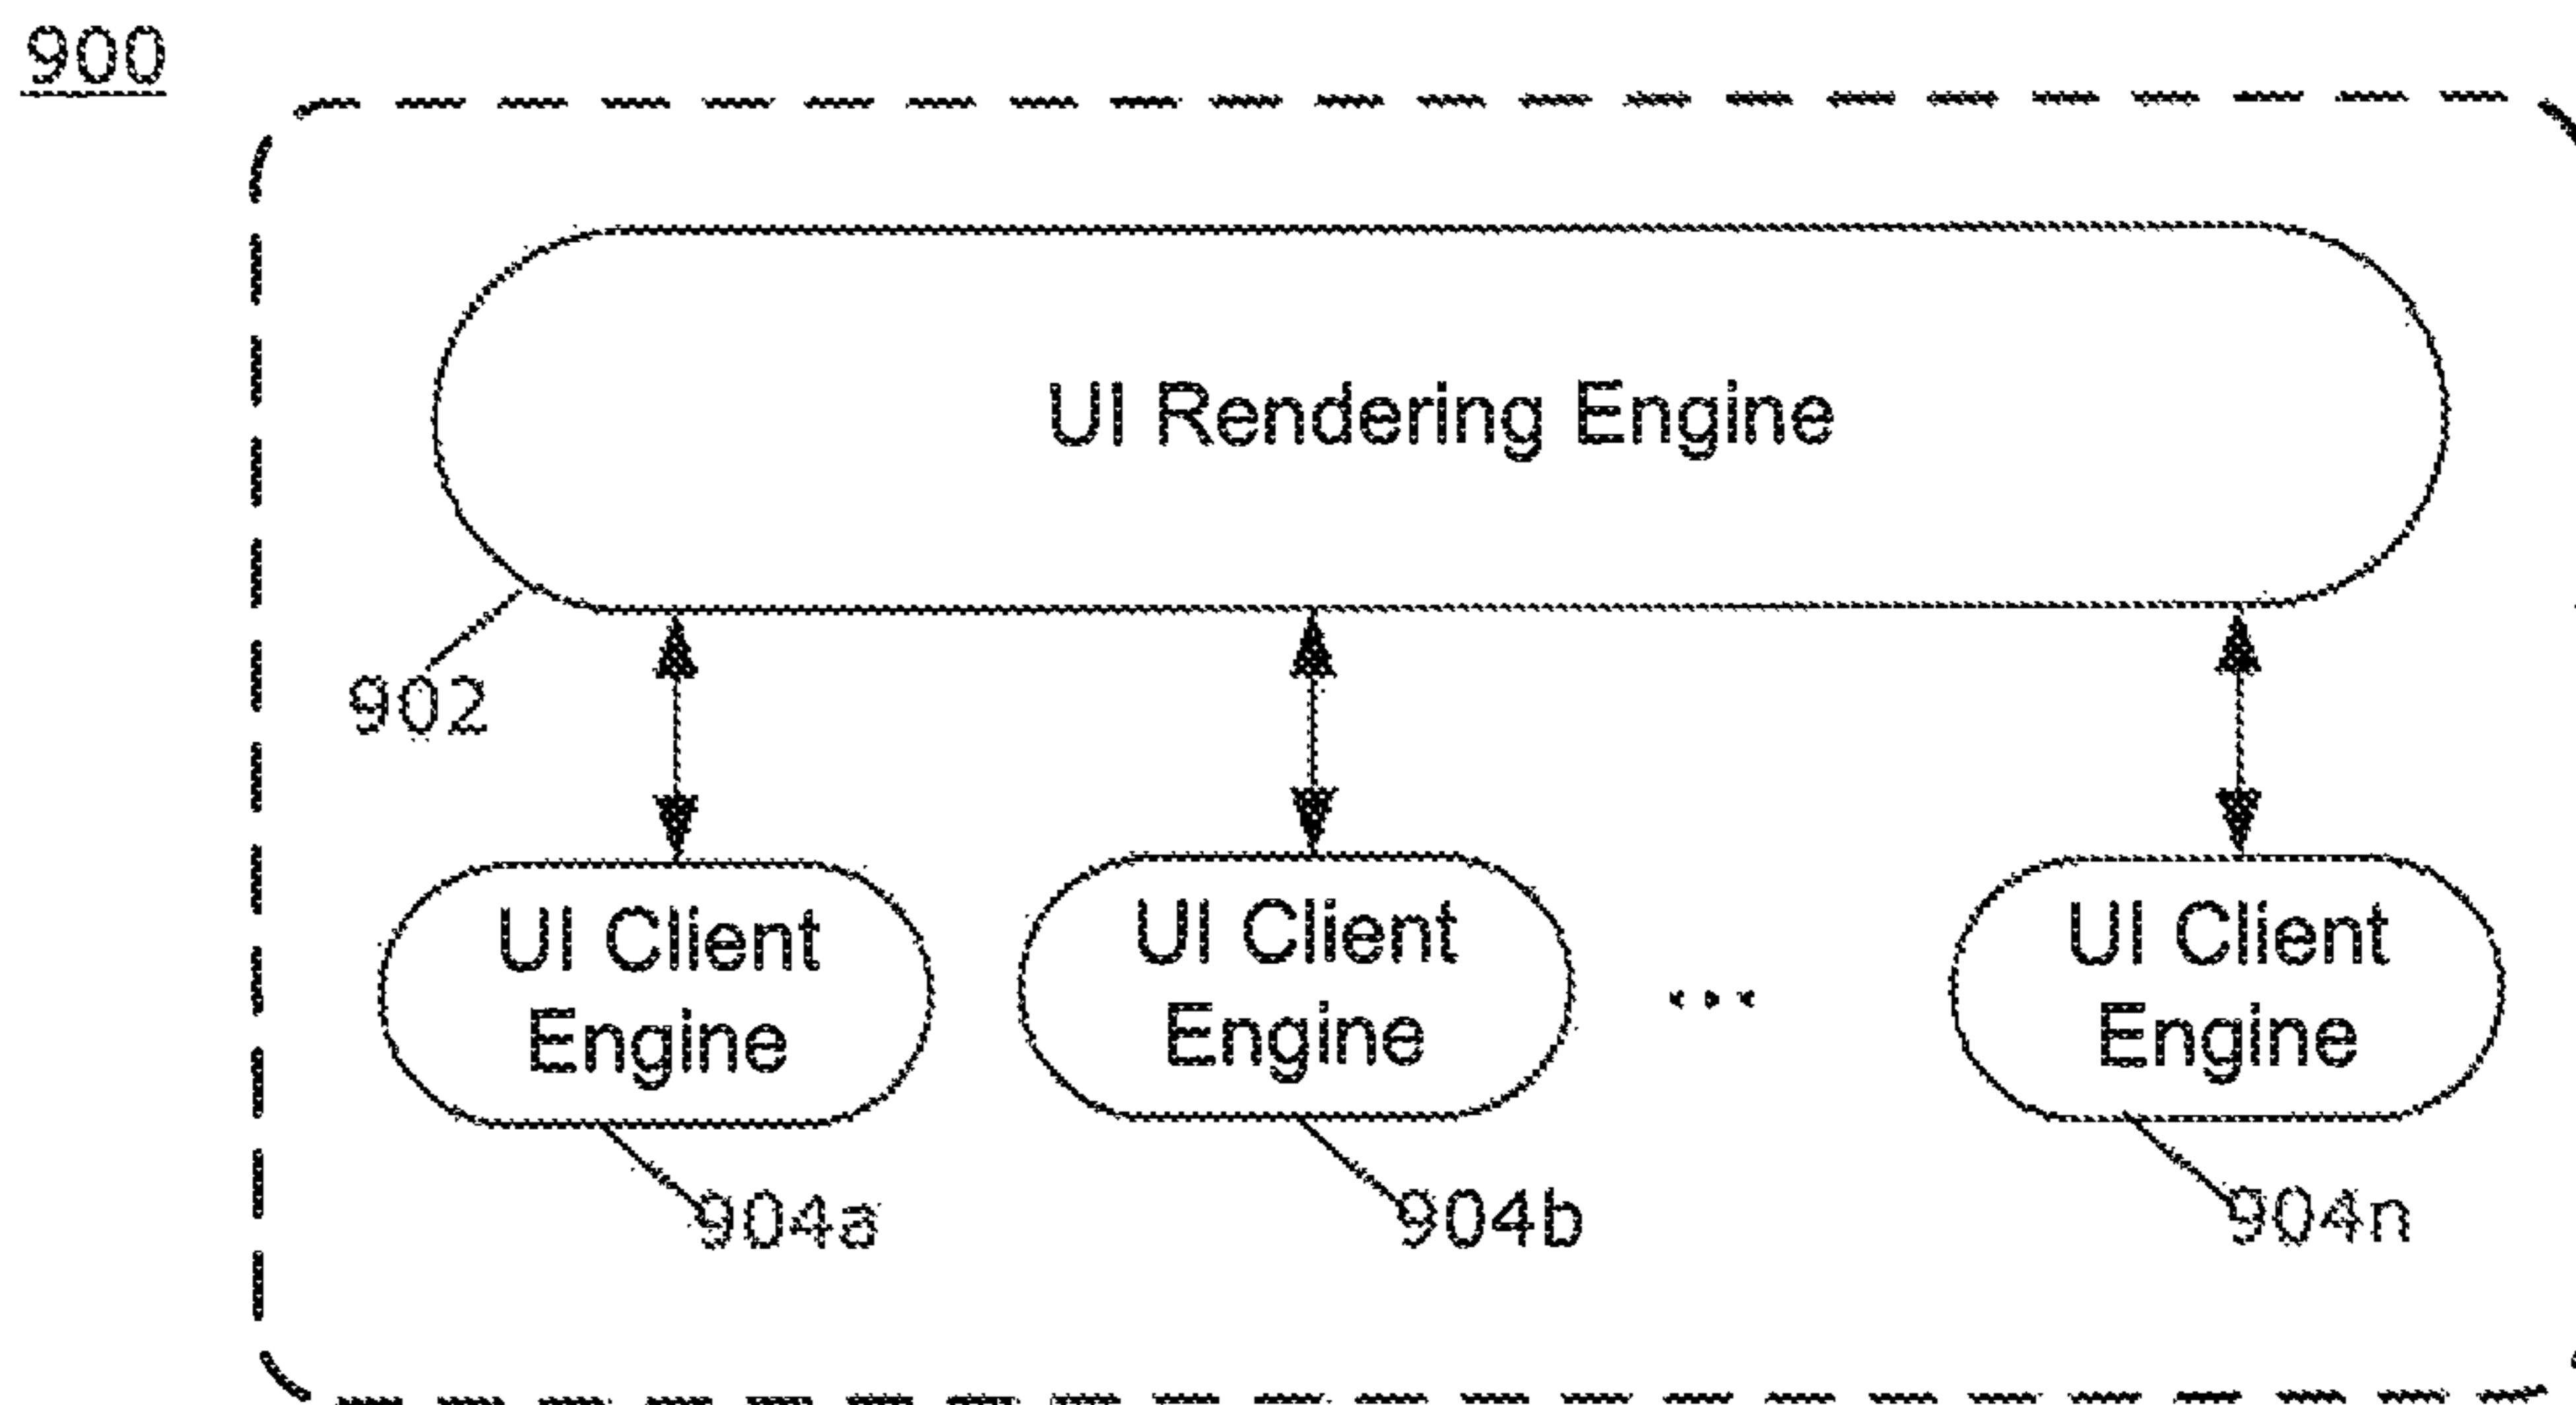 900
UI Rendering Engine
902
UI Client
Engine
UI Client
Engine
...
UI Client
Engine
904a
904b
904n